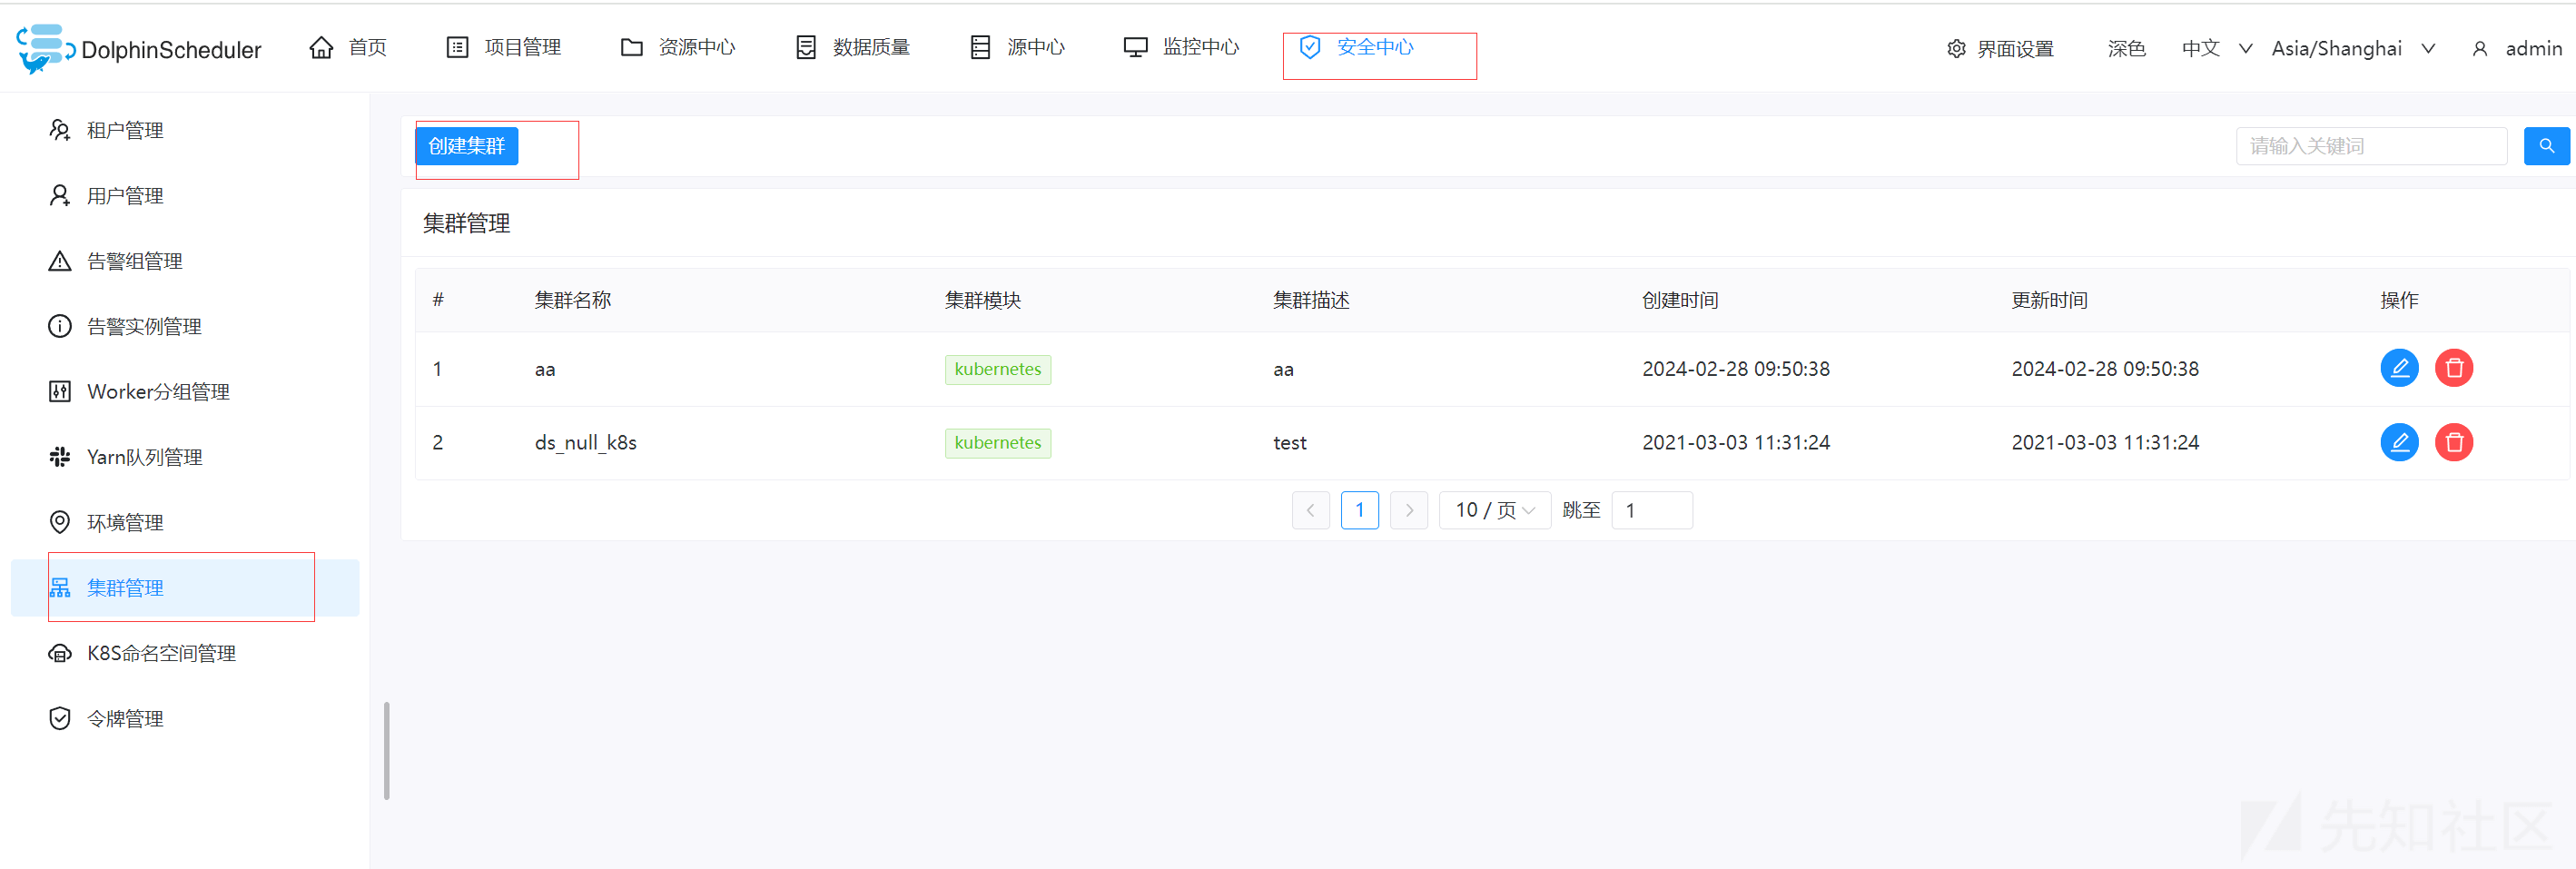 DolphinScheduler 首页 项目管理 资源中心 数据质量 源中心 监控中心 安全中心 界面设置 深色 中文 Asia/Shanghai admin
租户管理
用户管理
告警组管理
告警实例管理
Worker分组管理
Yarn队列管理
环境管理
集群管理
K8S命名空间管理
令牌管理
创建集群 请输入关键词
集群管理
# 集群名称 集群模块 集群描述 创建时间 更新时间 操作
1 aa kubernetes aa 2024-02-28 09:50:38 2024-02-28 09:50:38
2 ds_null_k8s kubernetes test 2021-03-03 11:31:24 2021-03-03 11:31:24
1 10 / 页 跳至 1
先知社区